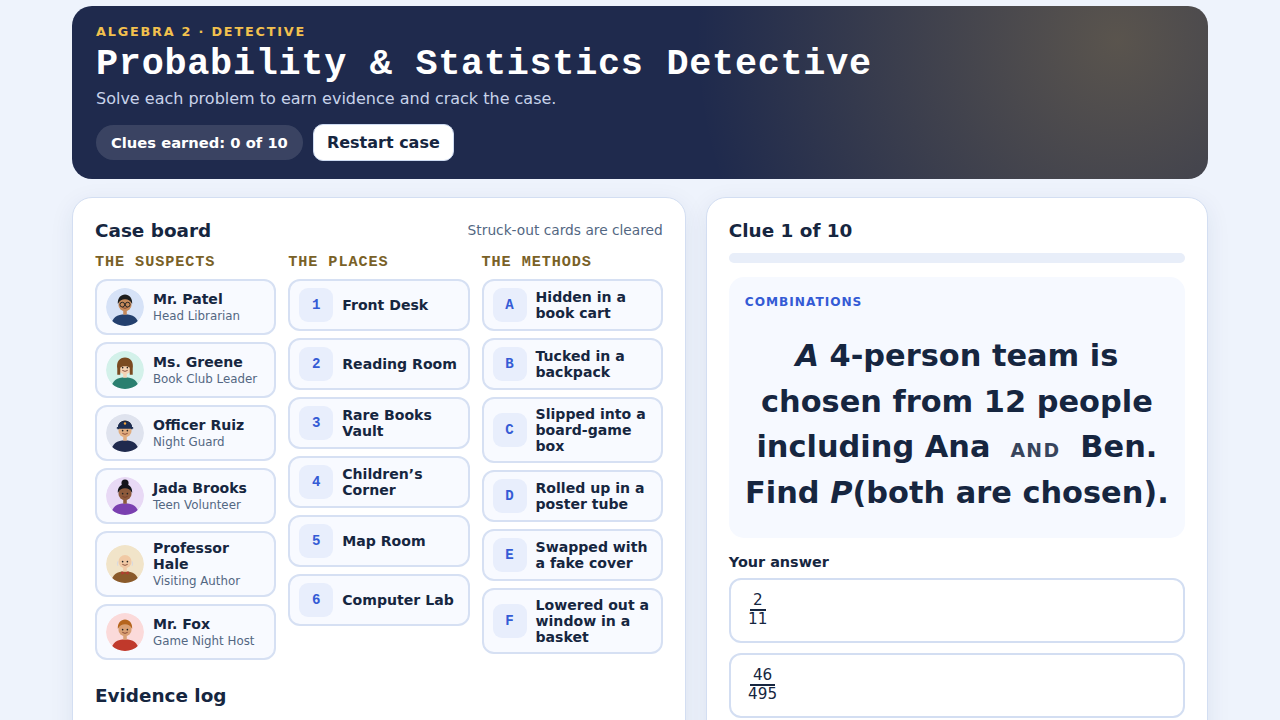 ALGEBRA 2 · DETECTIVE
Probability & Statistics Detective
Solve each problem to earn evidence and crack the case.
Clues earned: 0 of 10
Restart case
Case board
Struck-out cards are cleared
THE SUSPECTS
Mr. Patel
Head Librarian
Ms. Greene
Book Club Leader
Officer Ruiz
Night Guard
Jada Brooks
Teen Volunteer
Professor
Hale
Visiting Author
Mr. Fox
Game Night Host
THE PLACES
1 Front Desk
2 Reading Room
3 Rare Books
Vault
4 Children’s
Corner
5 Map Room
6 Computer Lab
THE METHODS
A Hidden in a
book cart
B Tucked in a
backpack
C Slipped into a
board-game
box
D Rolled up in a
poster tube
E Swapped with
a fake cover
F Lowered out a
window in a
basket
Evidence log
Clue 1 of 10
COMBINATIONS
A 4-person team is
chosen from 12 people
including Ana AND Ben.
Find P(both are chosen).
Your answer
2
11
46
495